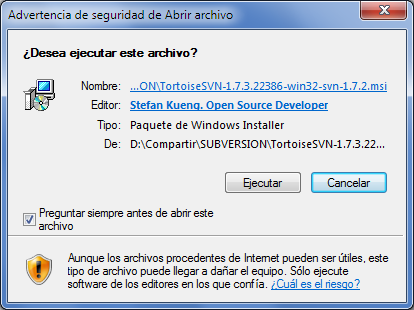 Advertencia de seguridad de Abrir archivo
¿Desea ejecutar este archivo?
Nombre: ...ON\TortoiseSVN-1.7.3.22386-win32-svn-1.7.2.msi
Editor: Stefan Kueng, Open Source Developer
Tipo: Paquete de Windows Installer
De: D:\Compartir\SUBVERSION\TortoiseSVN-1.7.3.22...
Ejecutar Cancelar
Preguntar siempre antes de abrir este
archivo
Aunque los archivos procedentes de Internet pueden ser útiles, este
tipo de archivo puede llegar a dañar el equipo. Sólo ejecute
software de los editores en los que confía. ¿Cuál es el riesgo?